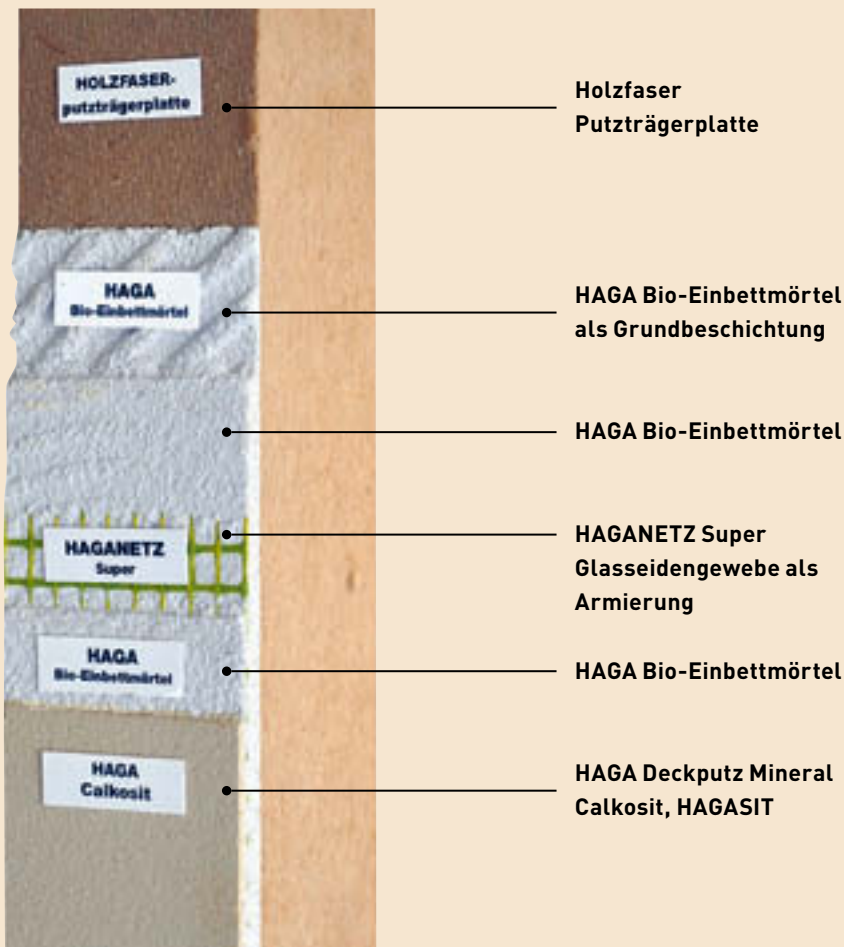 HOLZFASER-
putzträgerplatte
Holzfaser
Putzträgerplatte
HAGA
Bio-Einbettmörtel
HAGA Bio-Einbettmörtel
als Grundbeschichtung
HAGA Bio-Einbettmörtel
HAGANETZ
Super
HAGANETZ Super
Glasseidengewebe als
Armierung
HAGA
Bio-Einbettmörtel
HAGA Bio-Einbettmörtel
HAGA
Calkosit
HAGA Deckputz Mineral
Calkosit, HAGASIT